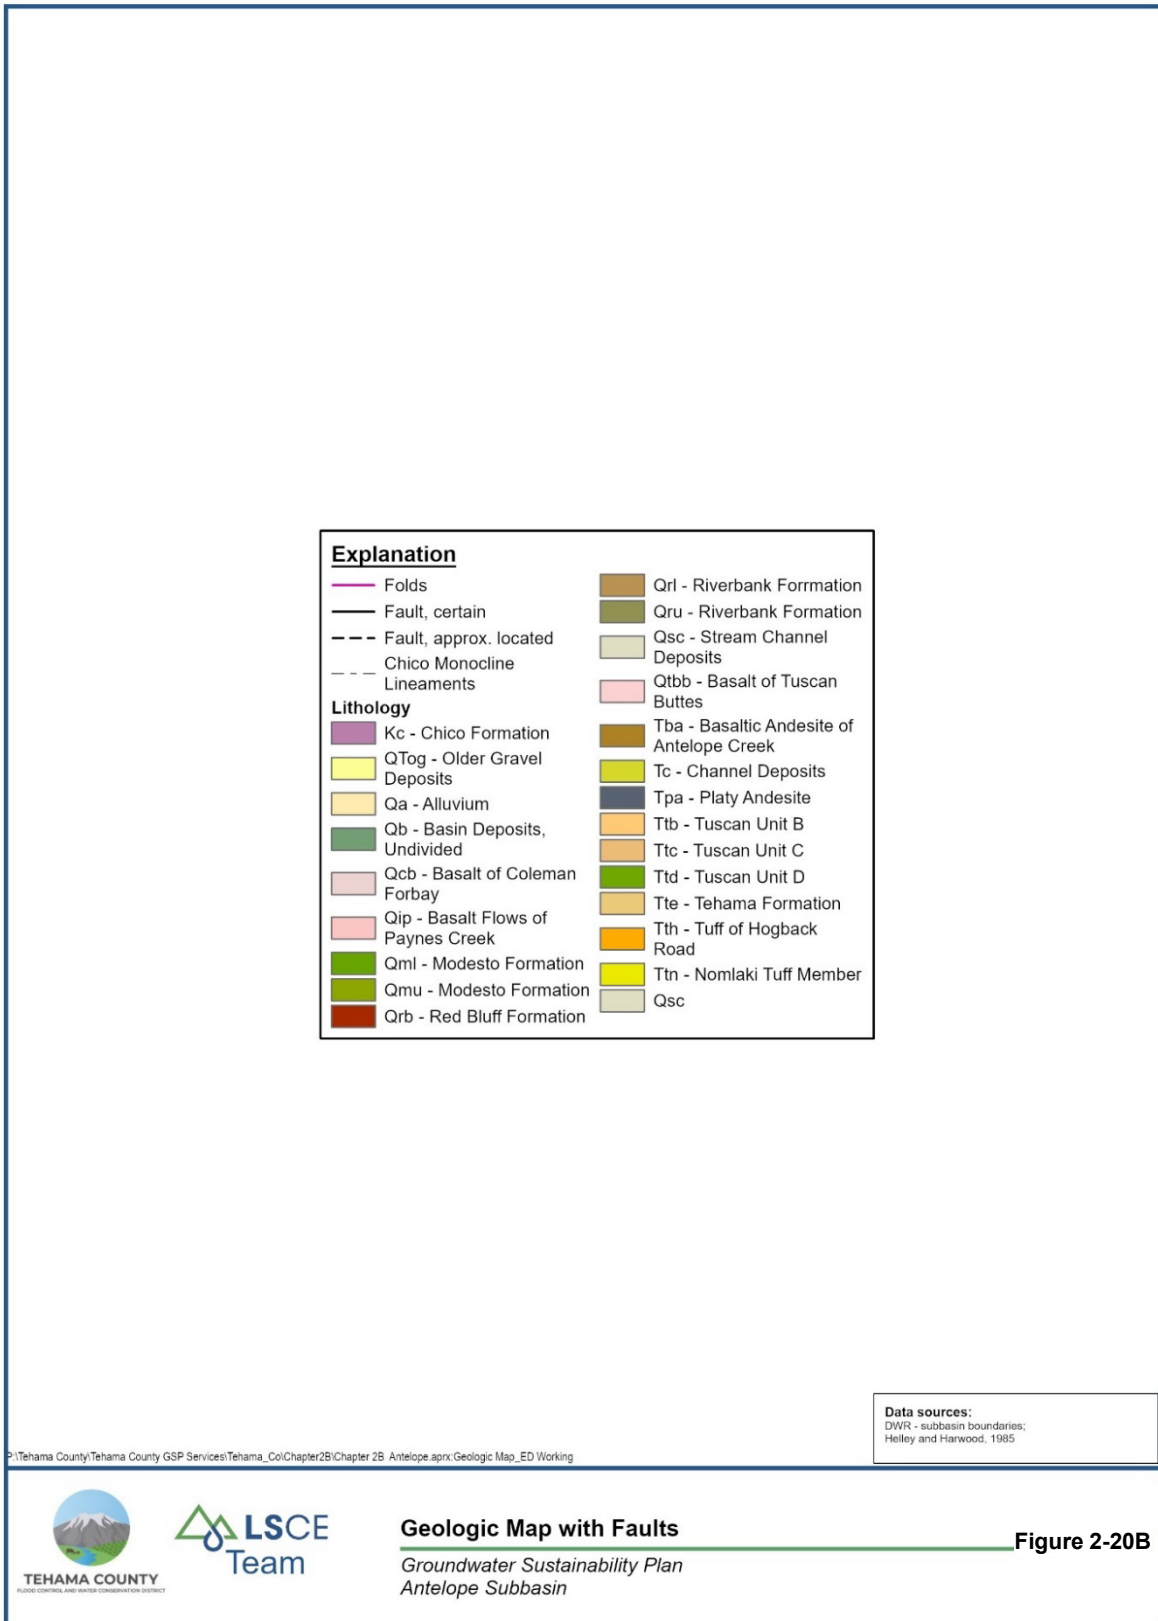 Explanation
Folds
Fault, certain
Fault, approx. located
Chico Monocline
Lineaments
Lithology
Kc - Chico Formation
QTog - Older Gravel
Deposits
Qa - Alluvium
Qb - Basin Deposits,
Undivided
Qcb - Basalt of Coleman
Forbay
Qip - Basalt Flows of
Paynes Creek
Qml - Modesto Formation
Qmu - Modesto Formation
Qrb - Red Bluff Formation
Qrl - Riverbank Forrmation
Qru - Riverbank Formation
Qsc - Stream Channel
Deposits
Qtbb - Basalt of Tuscan
Buttes
Tba - Basaltic Andesite of
Antelope Creek
Tc - Channel Deposits
Tpa - Platy Andesite
Ttb - Tuscan Unit B
Ttc - Tuscan Unit C
Ttd - Tuscan Unit D
Tte - Tehama Formation
Tth - Tuff of Hogback
Road
Ttn - Nomlaki Tuff Member
Qsc
Data sources:
DWR - subbasin boundaries;
Helley and Harwood, 1985
P:\Tehama County\Tehama County GSP Services\Tehama_Co\Chapter2B\Chapter 2B Antelope.aprx:Geologic Map_ED Working
TEHAMA COUNTY
FLOOD CONTROL AND WATER CONSERVATION DISTRICT
LSCE
Team
Geologic Map with Faults
Groundwater Sustainability Plan
Antelope Subbasin
Figure 2-20B